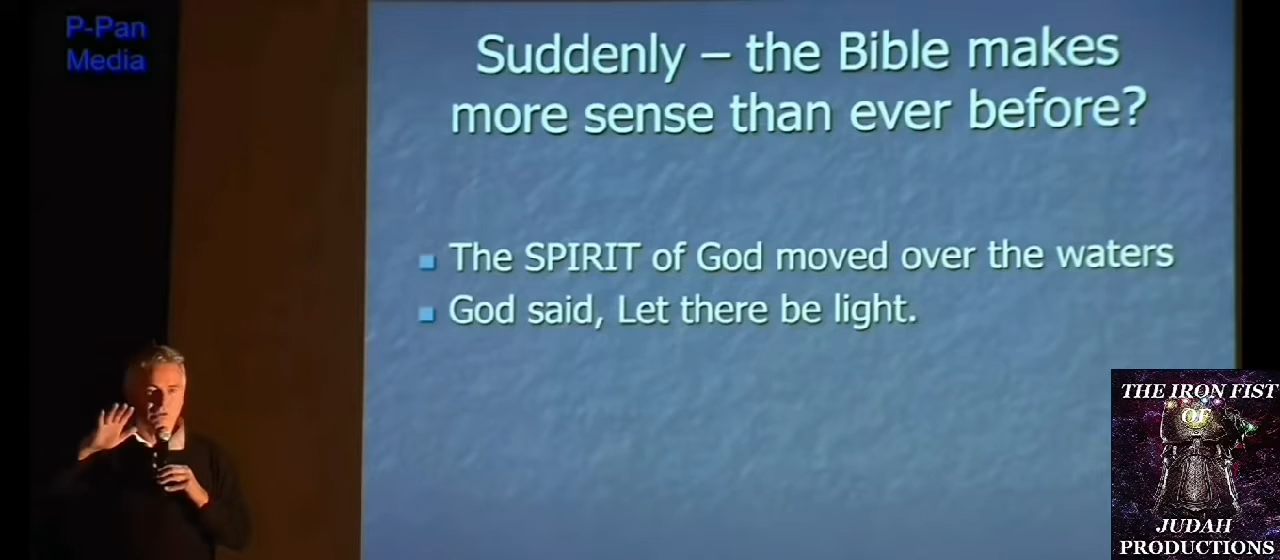 P-Pan
Media
Suddenly – the Bible makes
more sense than ever before?
The SPIRIT of God moved over the waters
God said, Let there be light.
THE IRON FIST
OF
JUDAH
PRODUCTIONS